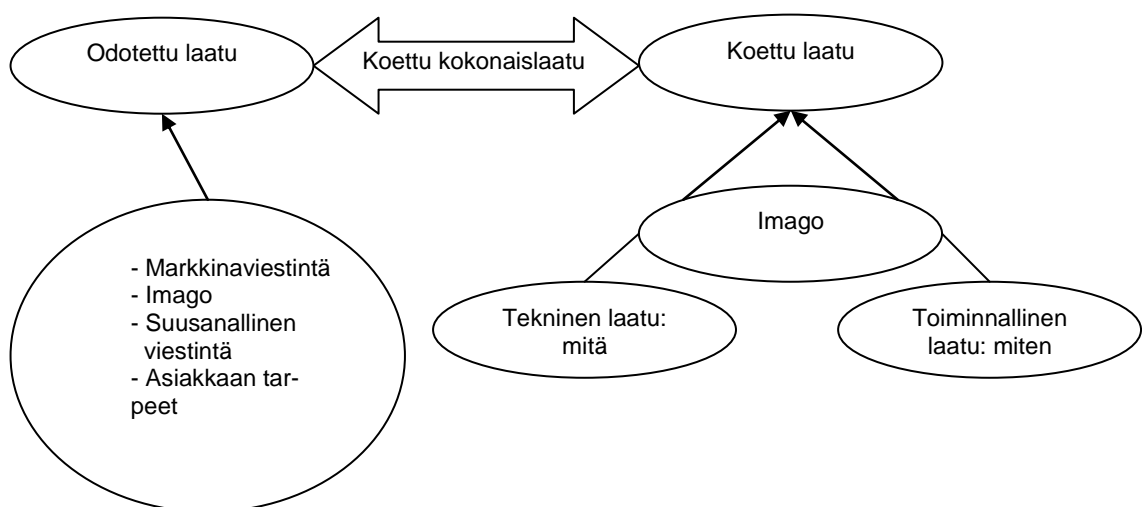 Odotettu laatu
Koettu kokonaislaatu
Koettu laatu
Imago
- Markkinaviestintä
- Imago
- Suusanallinen
viestintä
- Asiakkaan tar-
peet
Tekninen laatu:
mitä
Toiminnallinen
laatu: miten